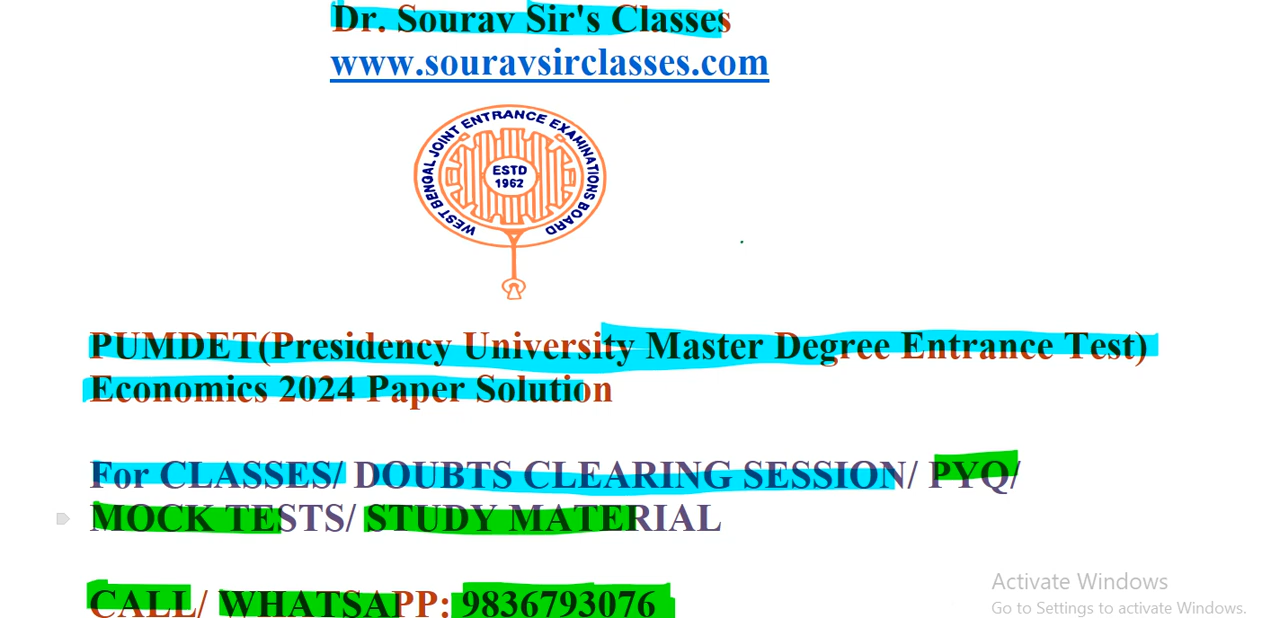 Dr. Sourav Sir's Classes
www.souravsirclasses.com
WEST BENGAL JOINT ENTRANCE EXAMINATIONS BOARD
ESTD
1962
PUMDET(Presidency University Master Degree Entrance Test)
Economics 2024 Paper Solution
For CLASSES/ DOUBTS CLEARING SESSION/ PYQ/
MOCK TESTS/ STUDY MATERIAL
CALL/ WHATSAPP: 9836793076
Activate Windows
Go to Settings to activate Windows.